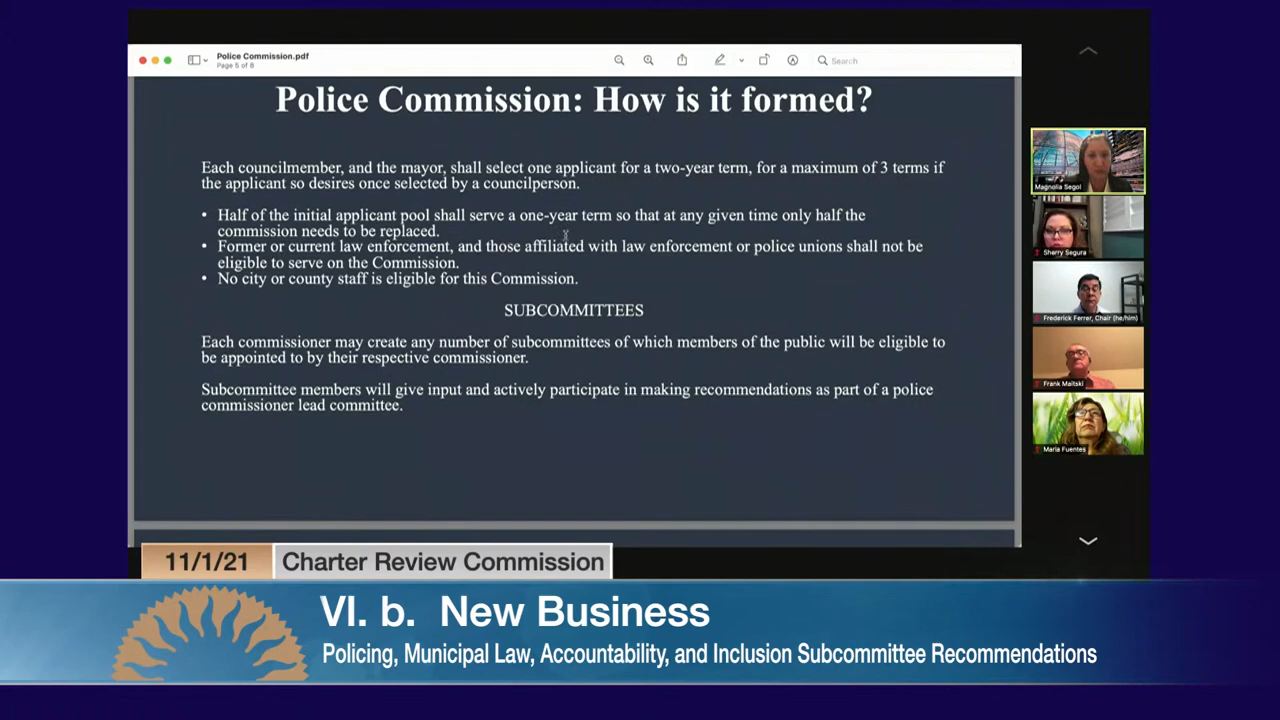 Police Commission.pdf
Page 5 of 8
Search
Police Commission: How is it formed?
Each councilmember, and the mayor, shall select one applicant for a two-year term, for a maximum of 3 terms if
the applicant so desires once selected by a councilperson.
• Half of the initial applicant pool shall serve a one-year term so that at any given time only half the
commission needs to be replaced.
• Former or current law enforcement, and those affiliated with law enforcement or police unions shall not be
eligible to serve on the Commission.
• No city or county staff is eligible for this Commission.
SUBCOMMITTEES
Each commissioner may create any number of subcommittees of which members of the public will be eligible to
be appointed to by their respective commissioner.
Subcommittee members will give input and actively participate in making recommendations as part of a police
commissioner lead committee.
Magnolia Segol
Sherry Segura
Frederick Ferrer, Chair (he/him)
Frank Maitski
Maria Fuentes
11/1/21
Charter Review Commission
VI. b. New Business
Policing, Municipal Law, Accountability, and Inclusion Subcommittee Recommendations